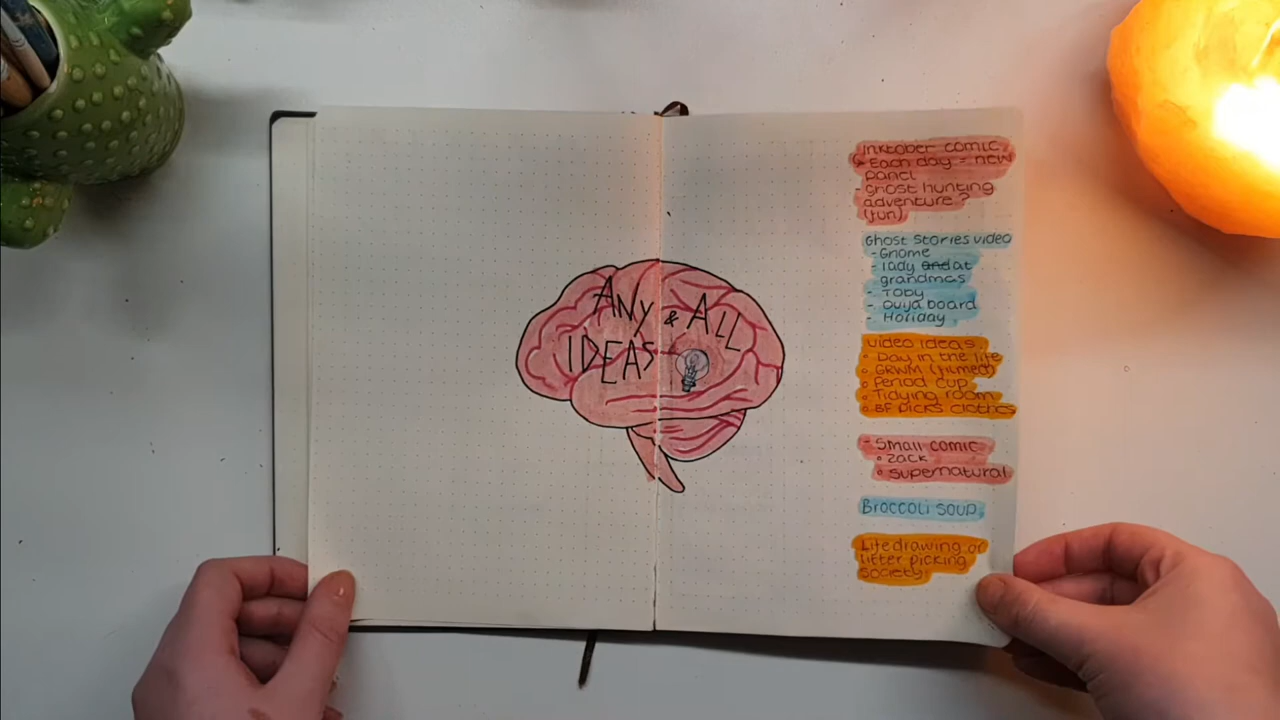 ANY & ALL
IDEAS
Inktober comic
↳ Each day = new
panel
- Ghost hunting
adventure?
(fun)
Ghost Stories video
- Gnome
- lady and at
grandmas
- Toby
- Ouija board
- Holiday
Video ideas
• Day in the life
• GRWM (filmed)
• Period cup
• Tidying room
• BF PICKS clothes
- Small comic
• Zack
• Supernatural
Broccoli soup
Life drawing or
litter picking
society